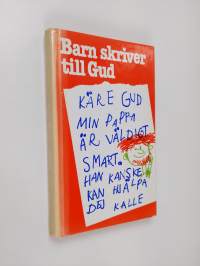 Barn skriver
till Gud
KÄRE GUD
MIN PAPPA
ÄR VÄLDIGT
SMART.
HAN KANSKE
KAN HJÄLPA
DEJ KALLE